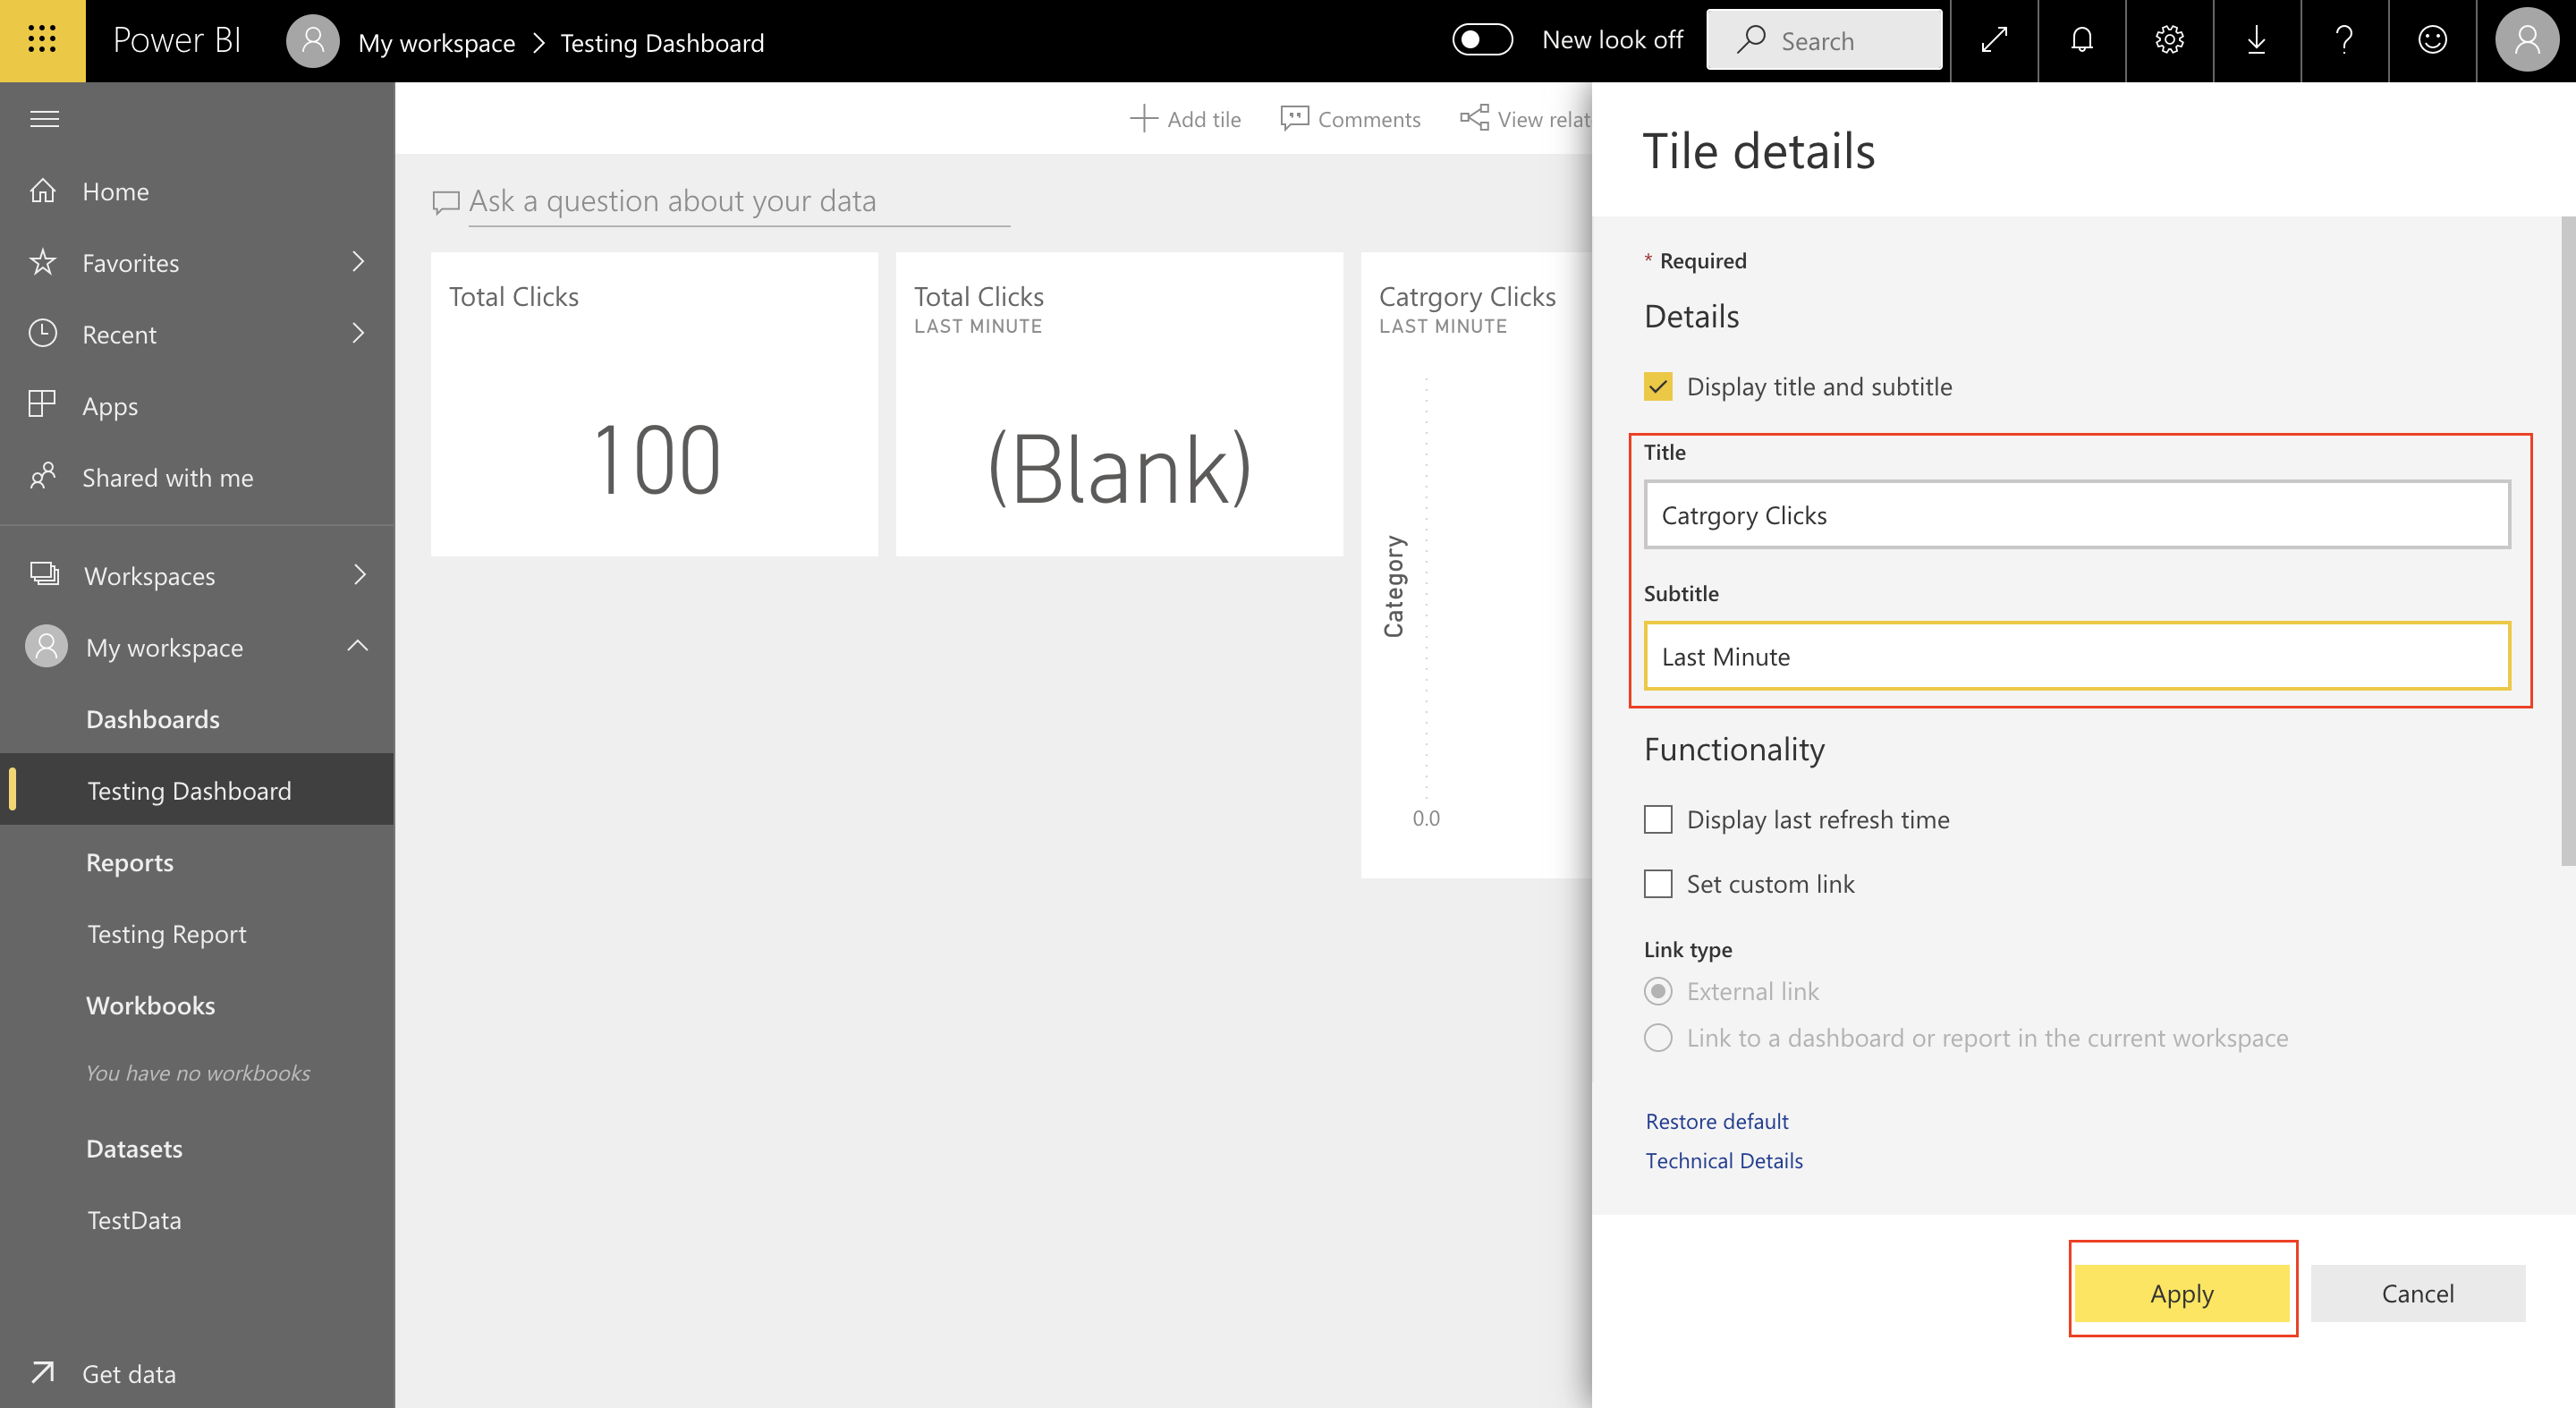 Power BI
My workspace > Testing Dashboard
New look off
Search
Home
Favorites
Recent
Apps
Shared with me
Workspaces
My workspace
Dashboards
Testing Dashboard
Reports
Testing Report
Workbooks
You have no workbooks
Datasets
TestData
Get data
Add tile
Comments
View relat
Ask a question about your data
Total Clicks
100
Total Clicks
LAST MINUTE
(Blank)
Catrgory Clicks
LAST MINUTE
Category
0.0
Tile details
* Required
Details
Display title and subtitle
Title
Catrgory Clicks
Subtitle
Last Minute
Functionality
Display last refresh time
Set custom link
Link type
External link
Link to a dashboard or report in the current workspace
Restore default
Technical Details
Apply
Cancel